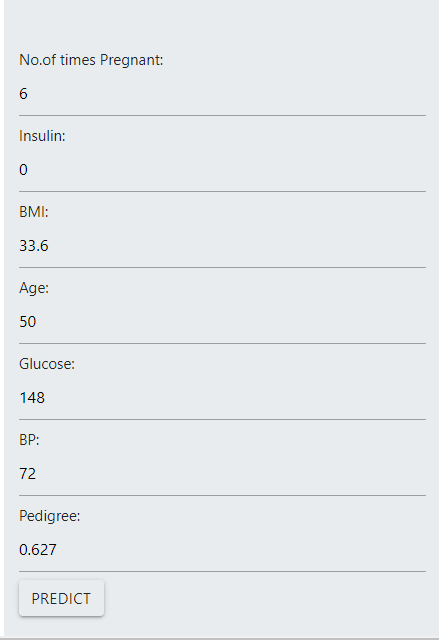 No.of times Pregnant:
6
Insulin:
0
BMI:
33.6
Age:
50
Glucose:
148
BP:
72
Pedigree:
0.627
PREDICT